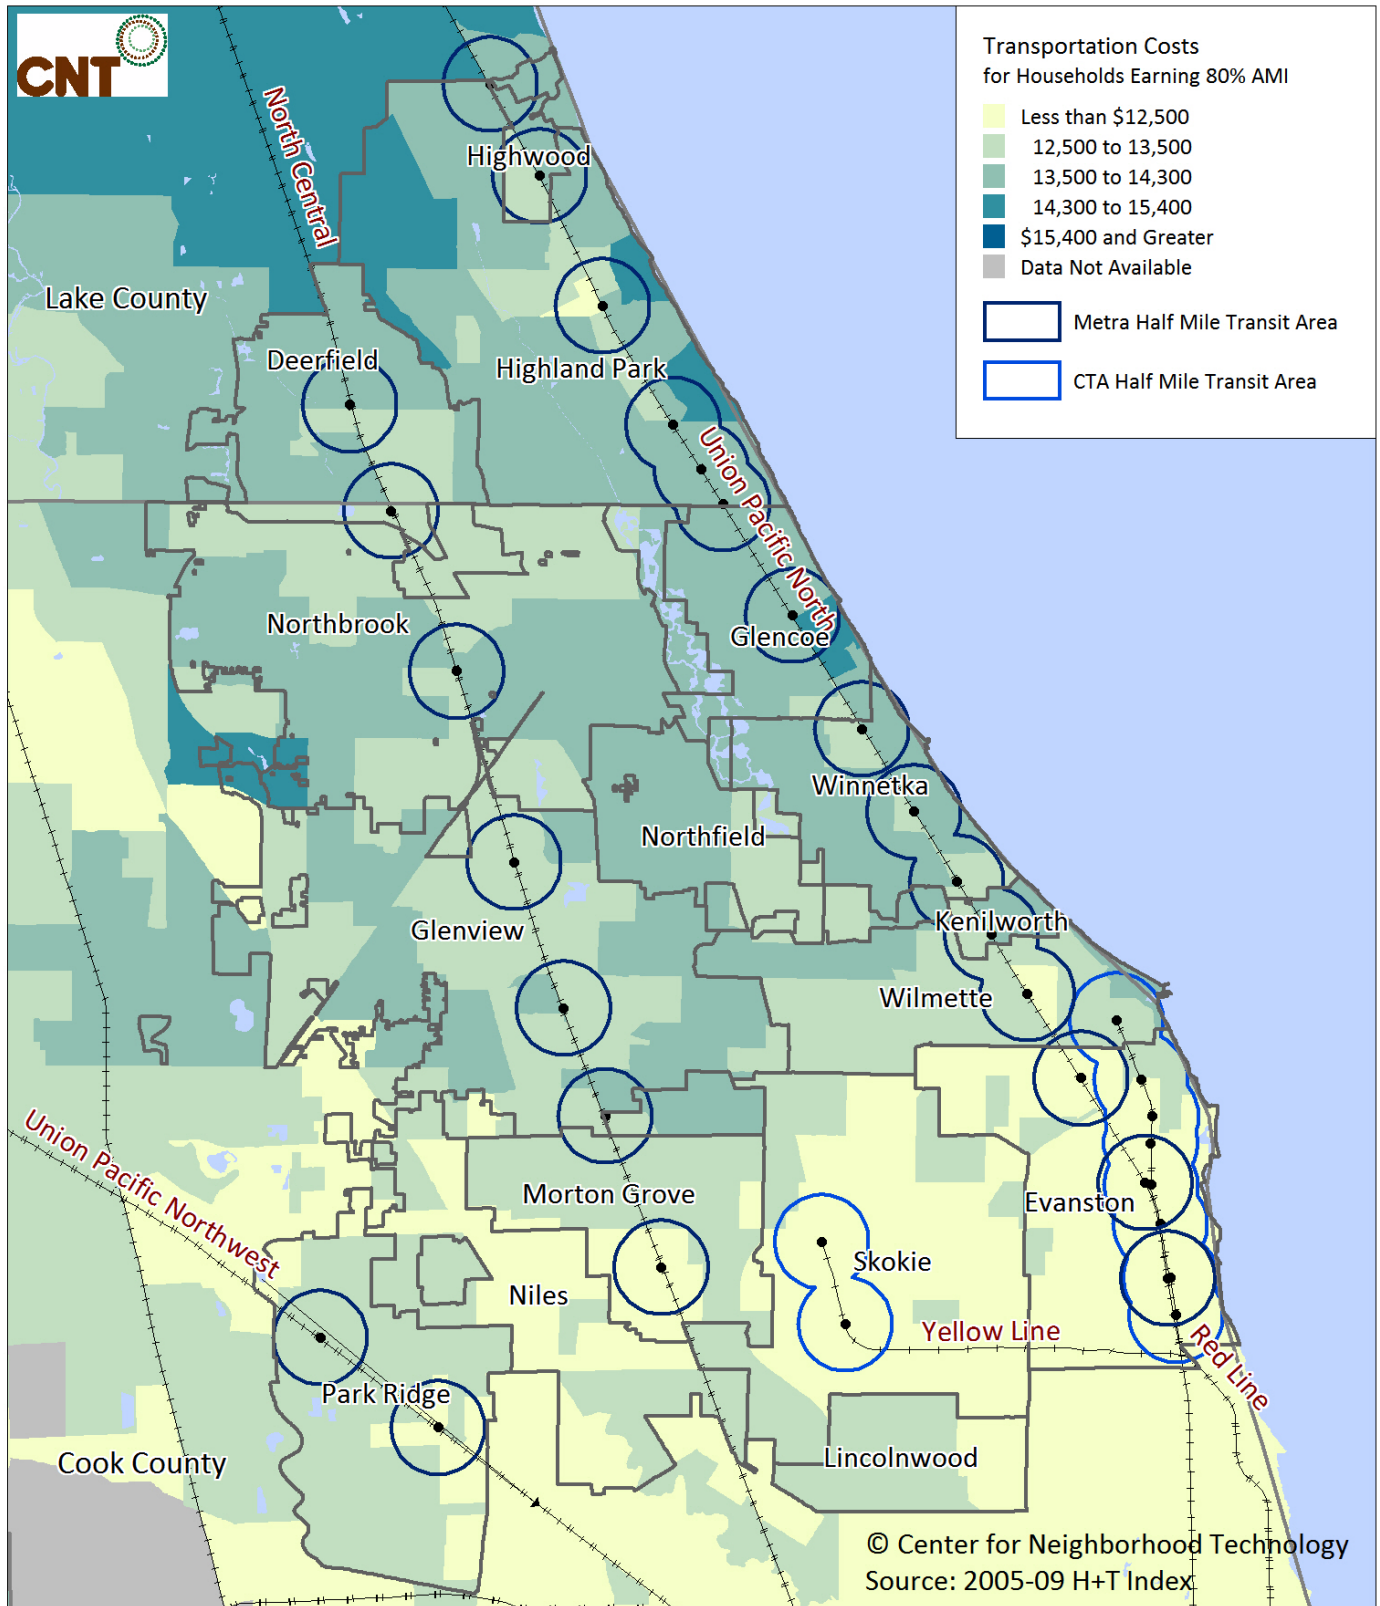 CNT
Transportation Costs
for Households Earning 80% AMI
Less than $12,500
12,500 to 13,500
13,500 to 14,300
14,300 to 15,400
$15,400 and Greater
Data Not Available
Metra Half Mile Transit Area
CTA Half Mile Transit Area
North Central
Highwood
Lake County
Deerfield
Highland Park
Union Pacific North
Northbrook
Glencoe
Winnetka
Northfield
Kenilworth
Glenview
Wilmette
Union Pacific Northwest
Morton Grove
Evanston
Skokie
Niles
Yellow Line
Red Line
Park Ridge
Cook County
Lincolnwood
© Center for Neighborhood Technology
Source: 2005-09 H+T Index